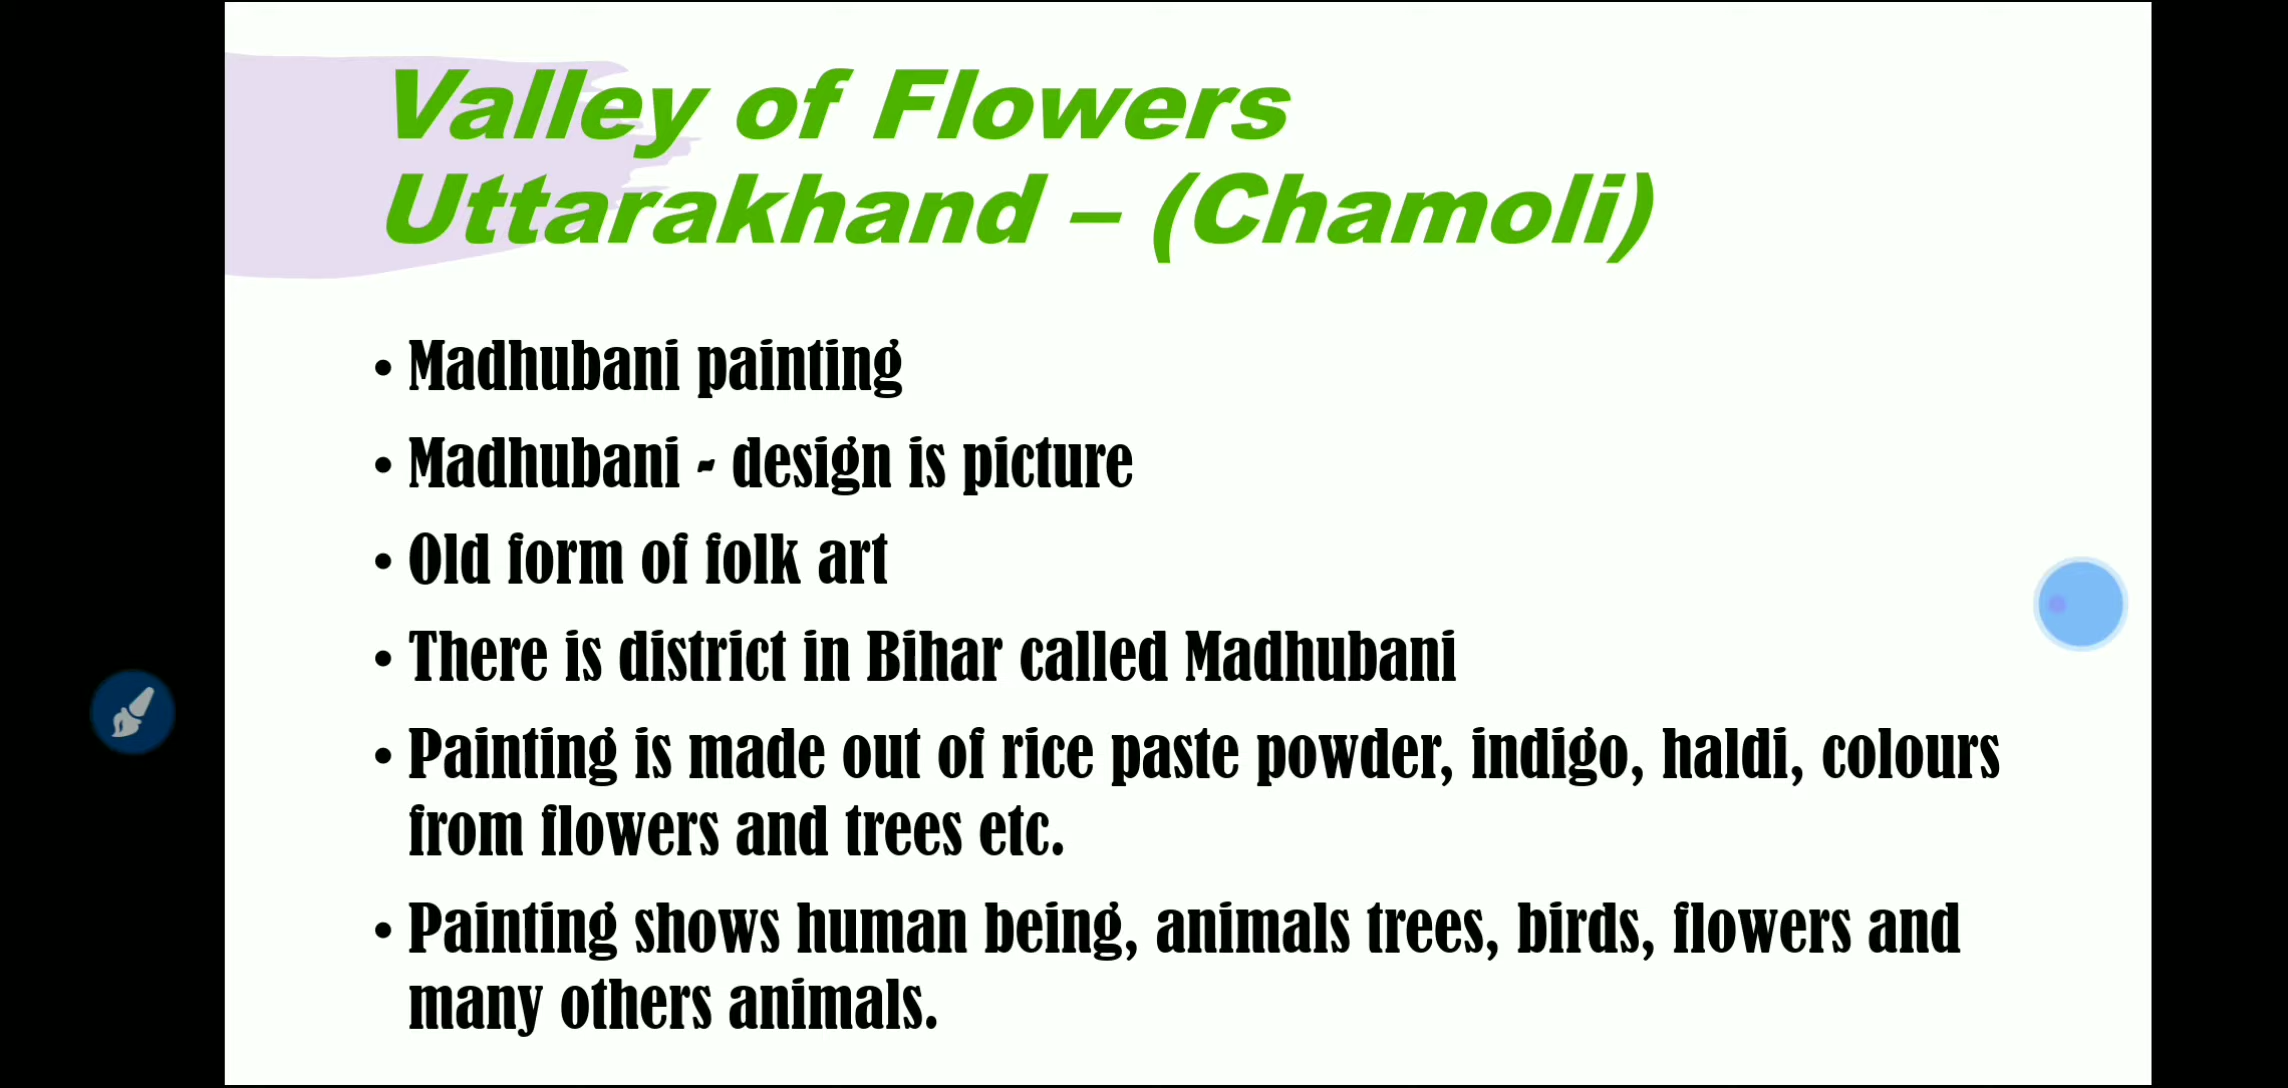 Valley of Flowers
Uttarakhand – (Chamoli)
• Madhubani painting
• Madhubani - design is picture
• Old form of folk art
• There is district in Bihar called Madhubani
• Painting is made out of rice paste powder, indigo, haldi, colours
from flowers and trees etc.
• Painting shows human being, animals trees, birds, flowers and
many others animals.